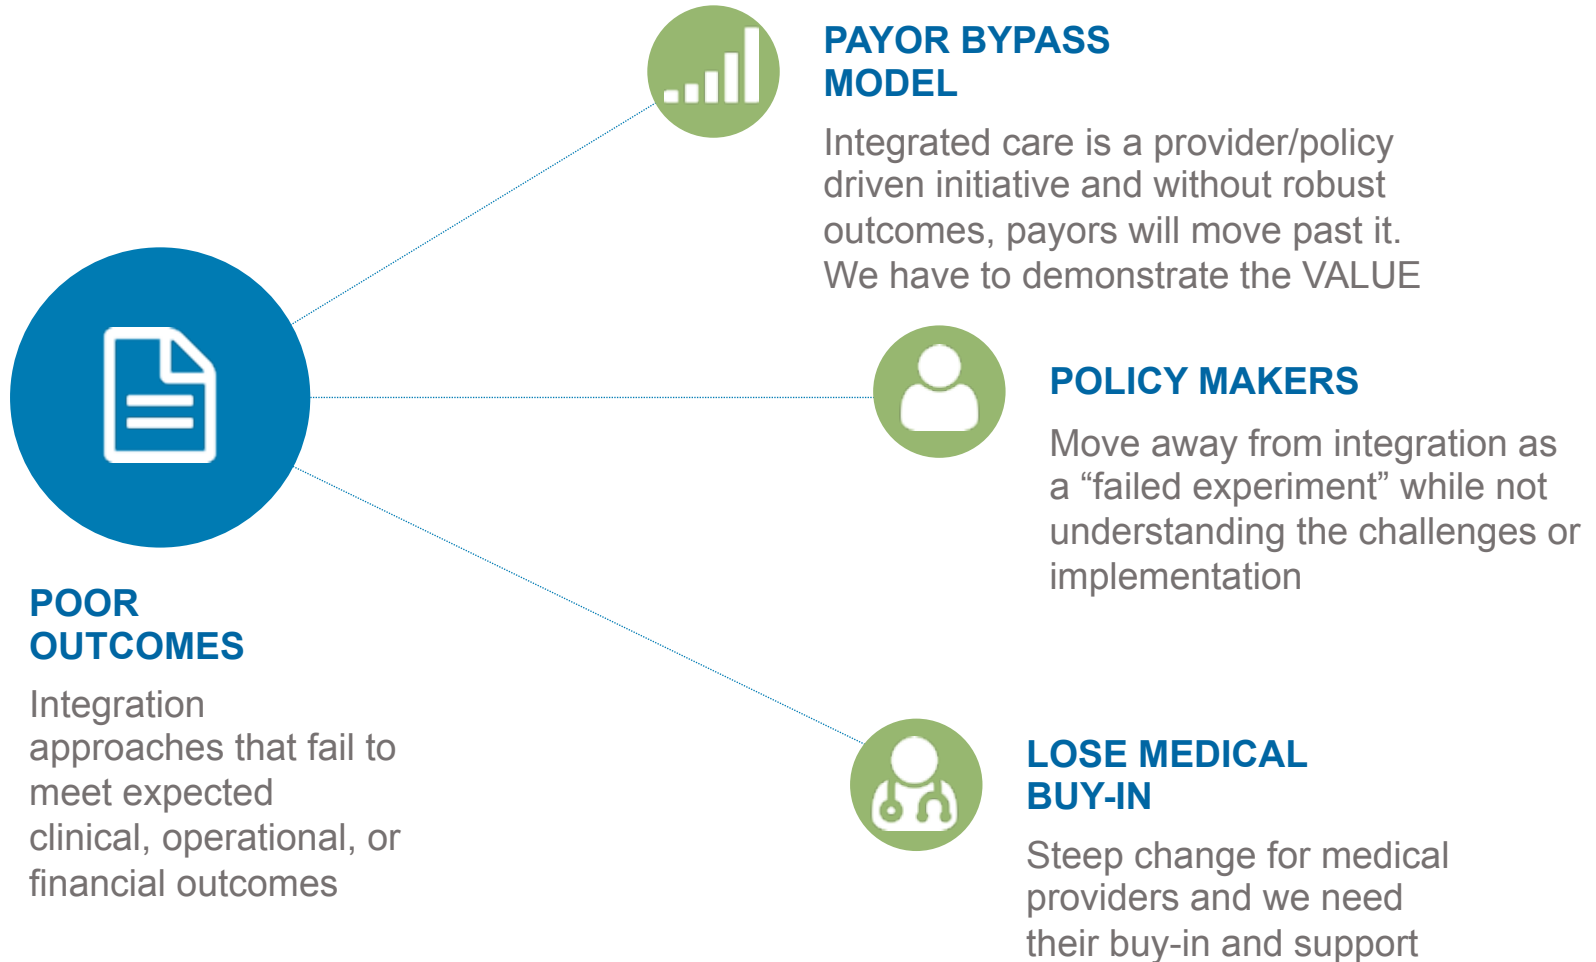 PAYOR BYPASS
MODEL
Integrated care is a provider/policy
driven initiative and without robust
outcomes, payors will move past it.
We have to demonstrate the VALUE
POLICY MAKERS
Move away from integration as
a “failed experiment” while not
understanding the challenges or
implementation
POOR
OUTCOMES
Integration
approaches that fail to
meet expected
clinical, operational, or
financial outcomes
LOSE MEDICAL
BUY-IN
Steep change for medical
providers and we need
their buy-in and support